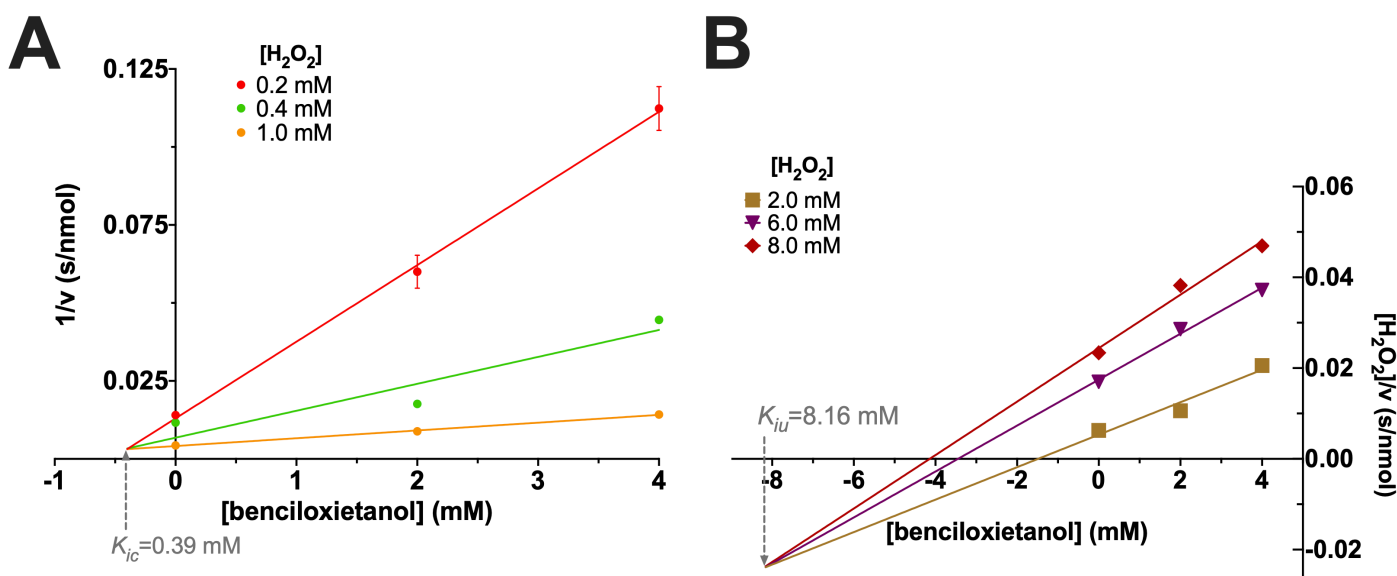 A
[H₂O₂]
0.2 mM
0.4 mM
1.0 mM
0.125
0.075
0.025
1/v (s/nmol)
-1 0 1 2 3 4
[benciloxietanol] (mM)
Kic=0.39 mM
B
[H₂O₂]
2.0 mM
6.0 mM
8.0 mM
0.06
0.04
0.02
0.00
-0.02
[H₂O₂]/v (s/nmol)
Kiu=8.16 mM
-8 -6 -4 -2 0 2 4
[benciloxietanol] (mM)